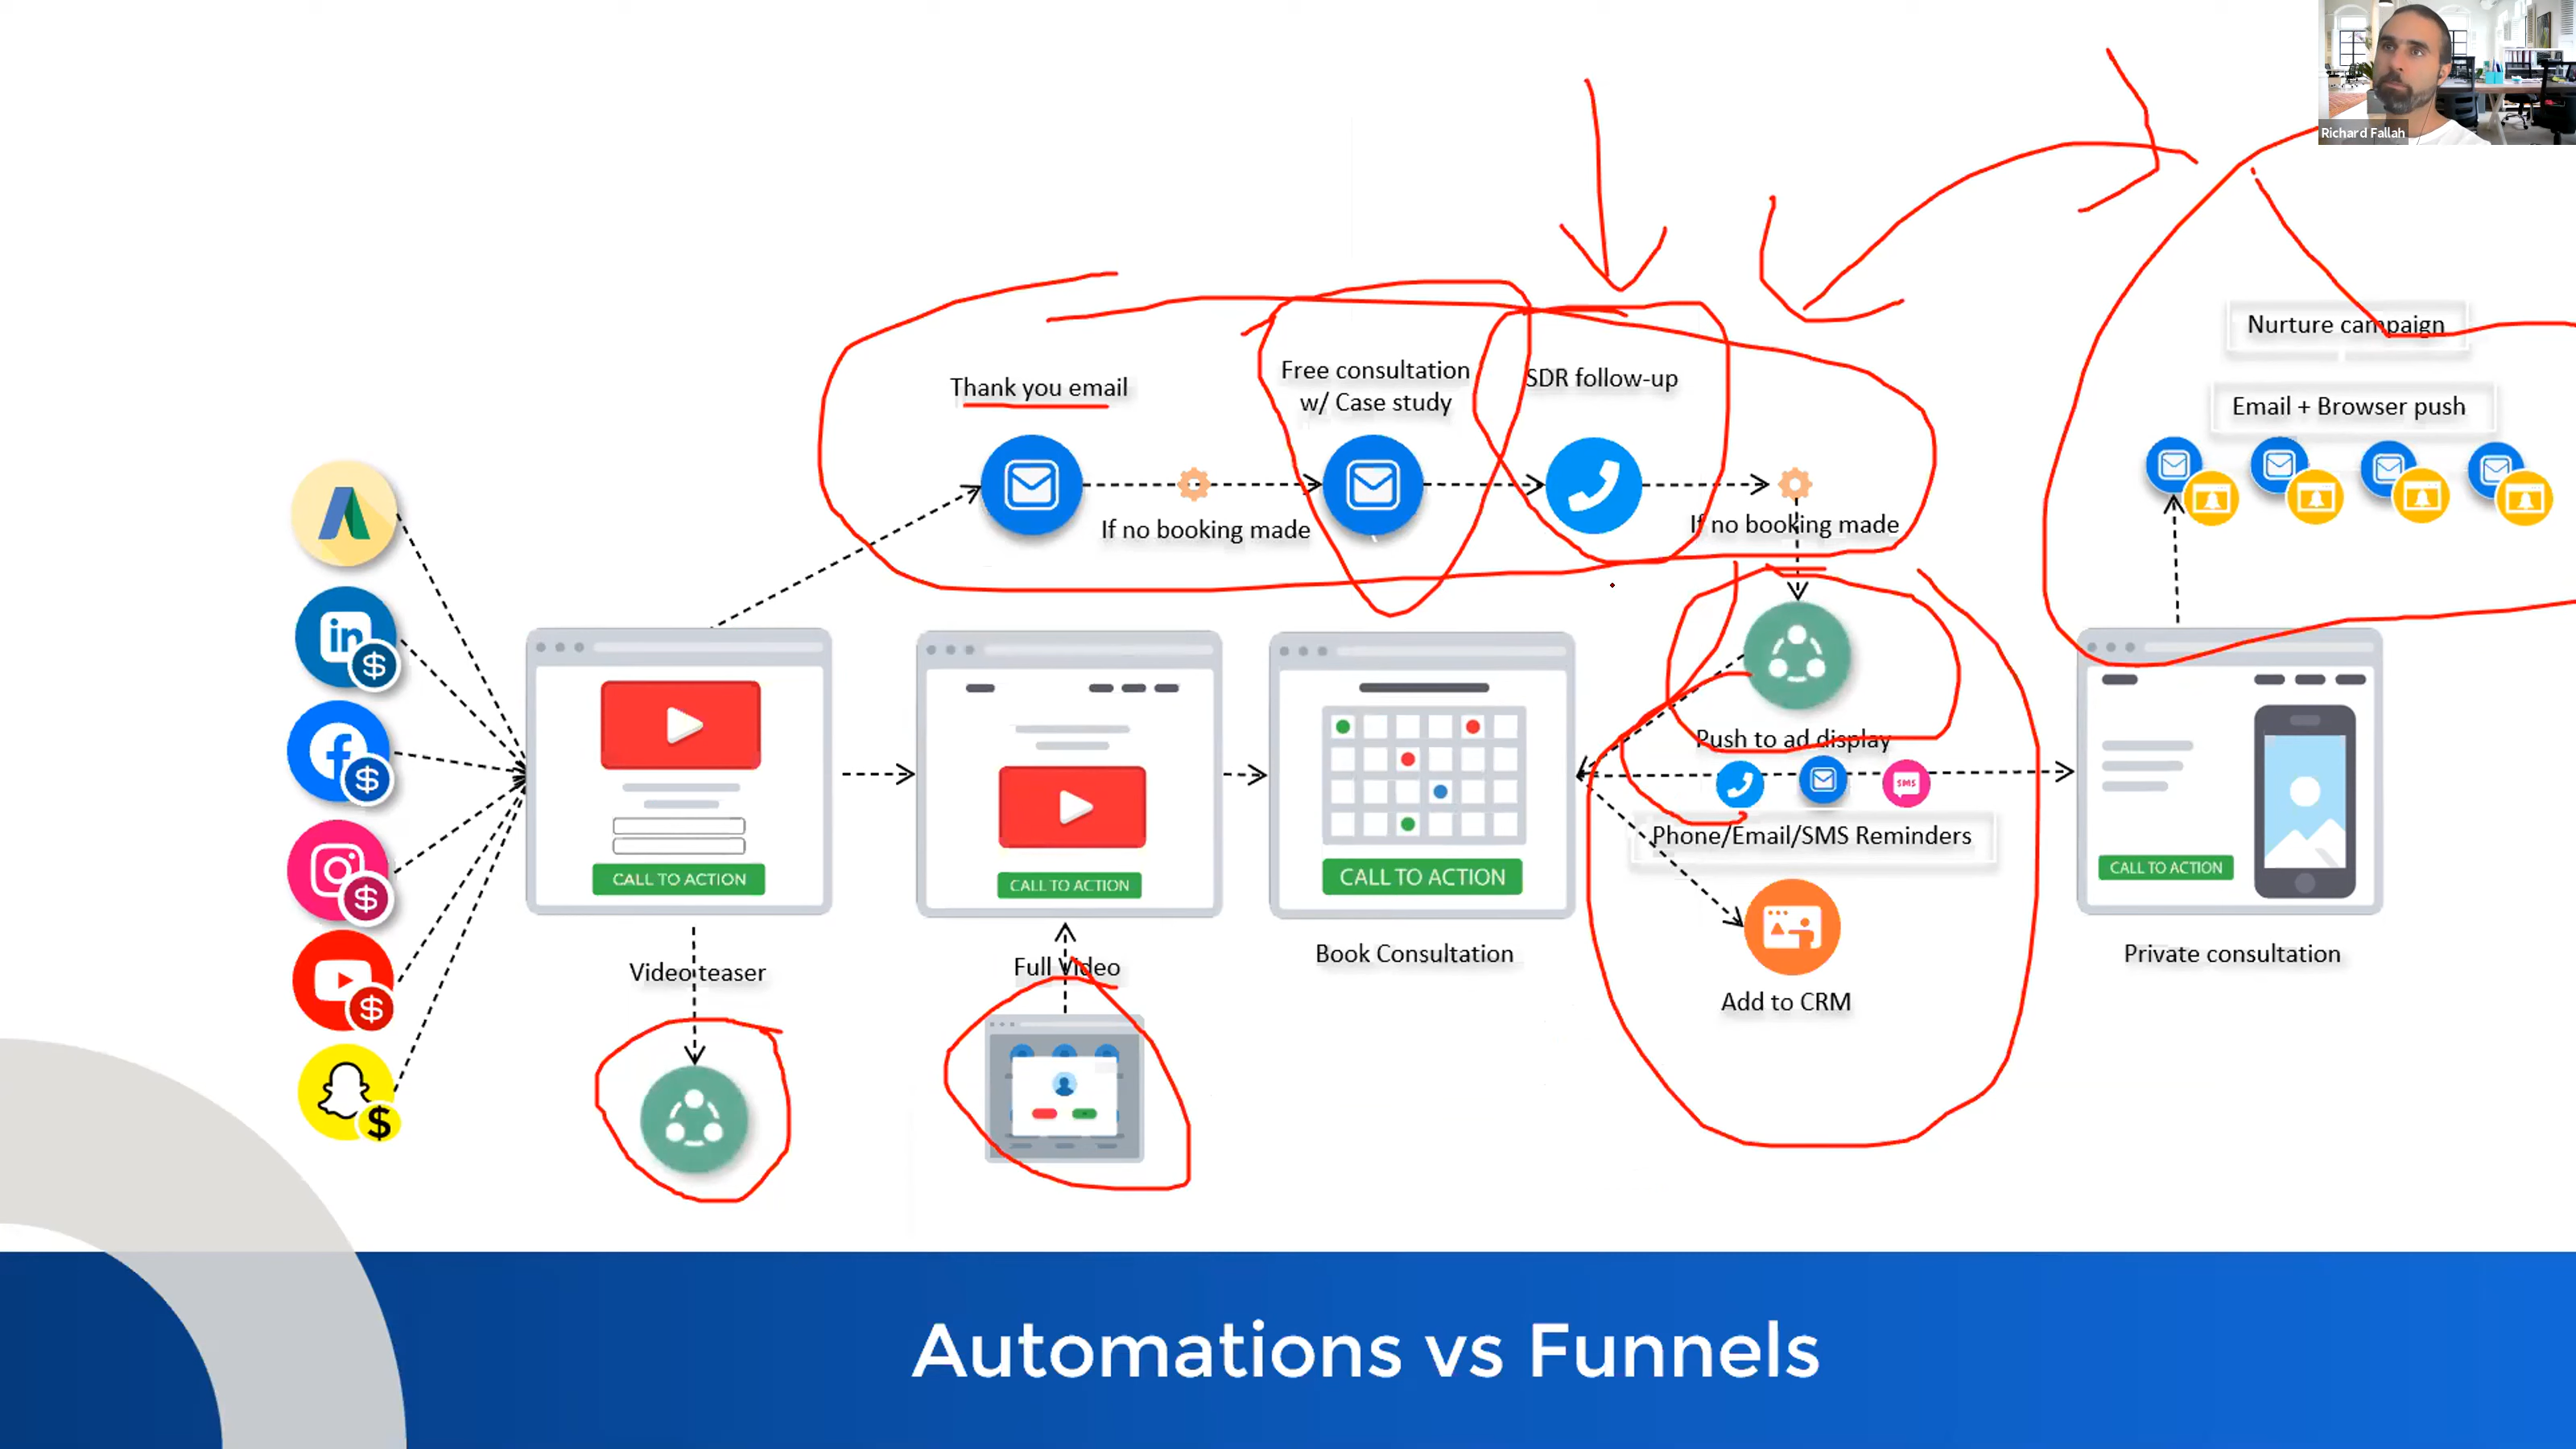 Richard Fallah
Nurture campaign
Email + Browser push
Thank you email
Free consultation
w/ Case study
SDR follow-up
If no booking made
If no booking made
in
$
f
$
$
$
$
CALL TO ACTION
CALL TO ACTION
CALL TO ACTION
Push to ad display
SMS
Phone/Email/SMS Reminders
CALL TO ACTION
Video teaser
Full Video
Book Consultation
Add to CRM
Private consultation
Automations vs Funnels